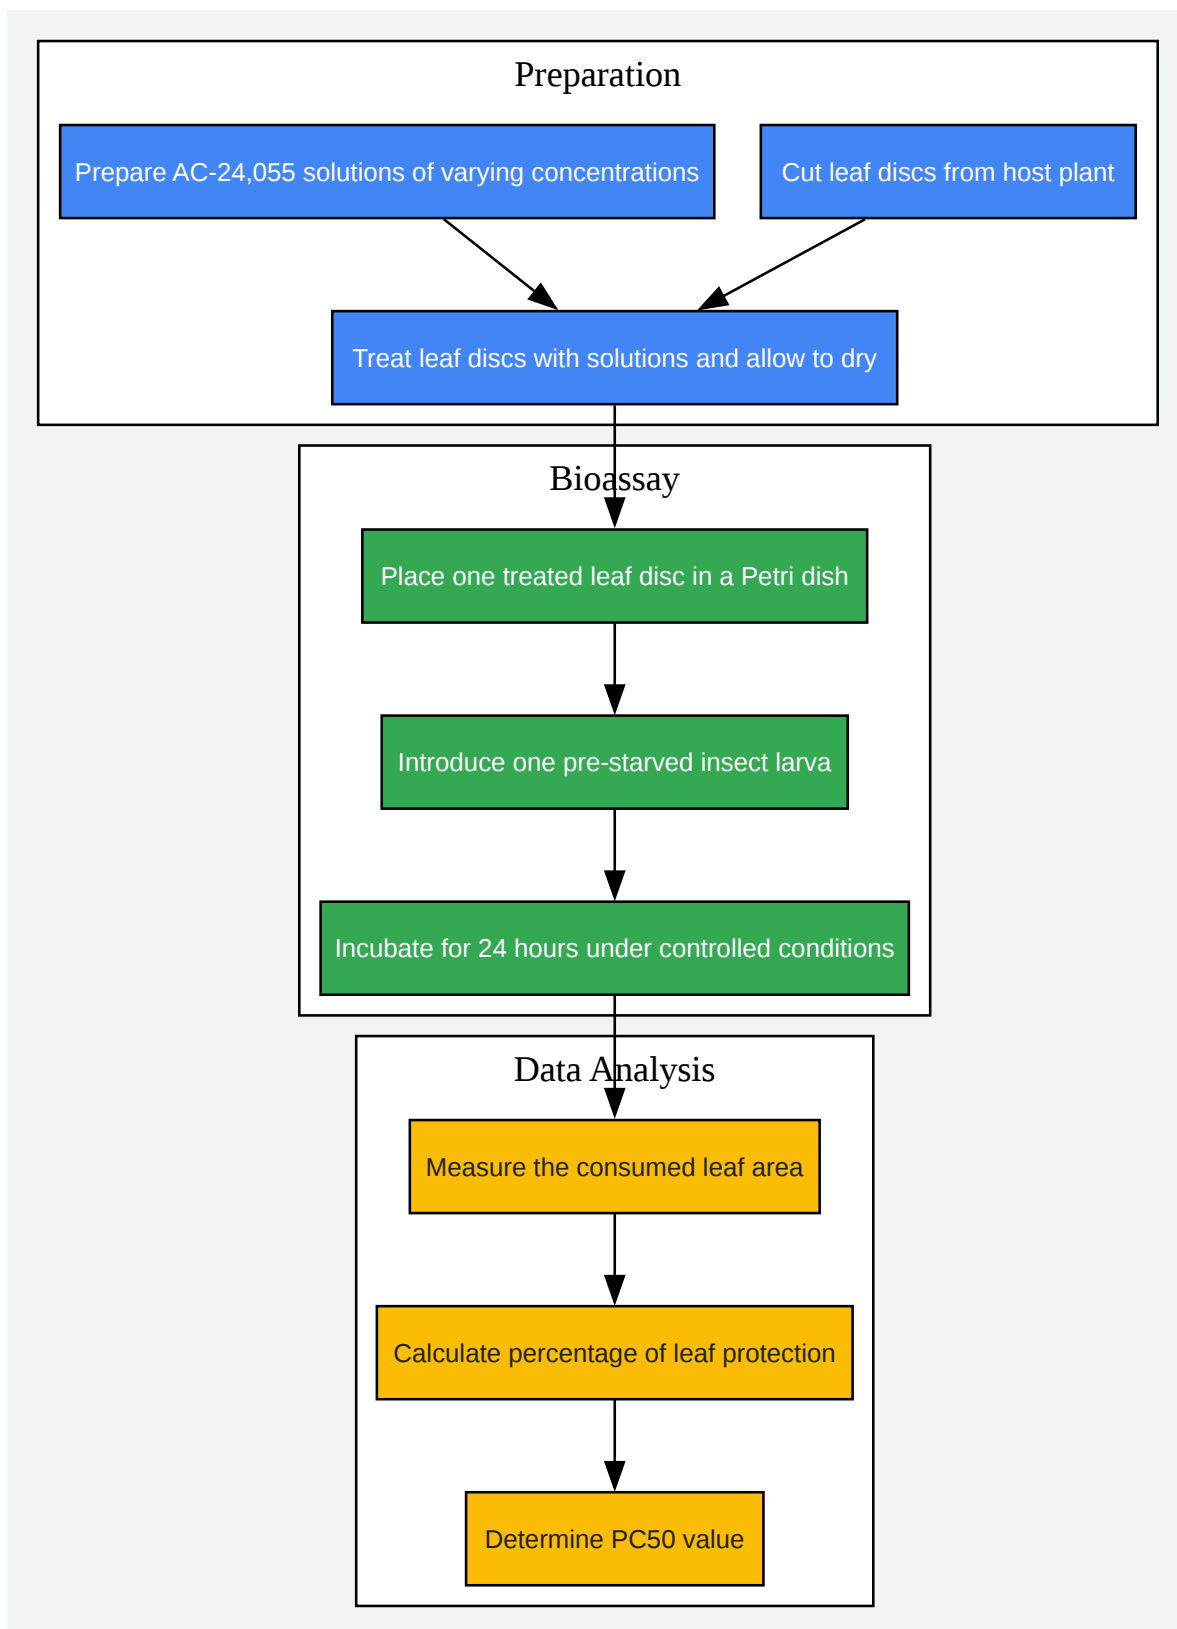 Preparation
Prepare AC-24,055 solutions of varying concentrations
Cut leaf discs from host plant
Treat leaf discs with solutions and allow to dry
Bioassay
Place one treated leaf disc in a Petri dish
Introduce one pre-starved insect larva
Incubate for 24 hours under controlled conditions
Data Analysis
Measure the consumed leaf area
Calculate percentage of leaf protection
Determine PC50 value